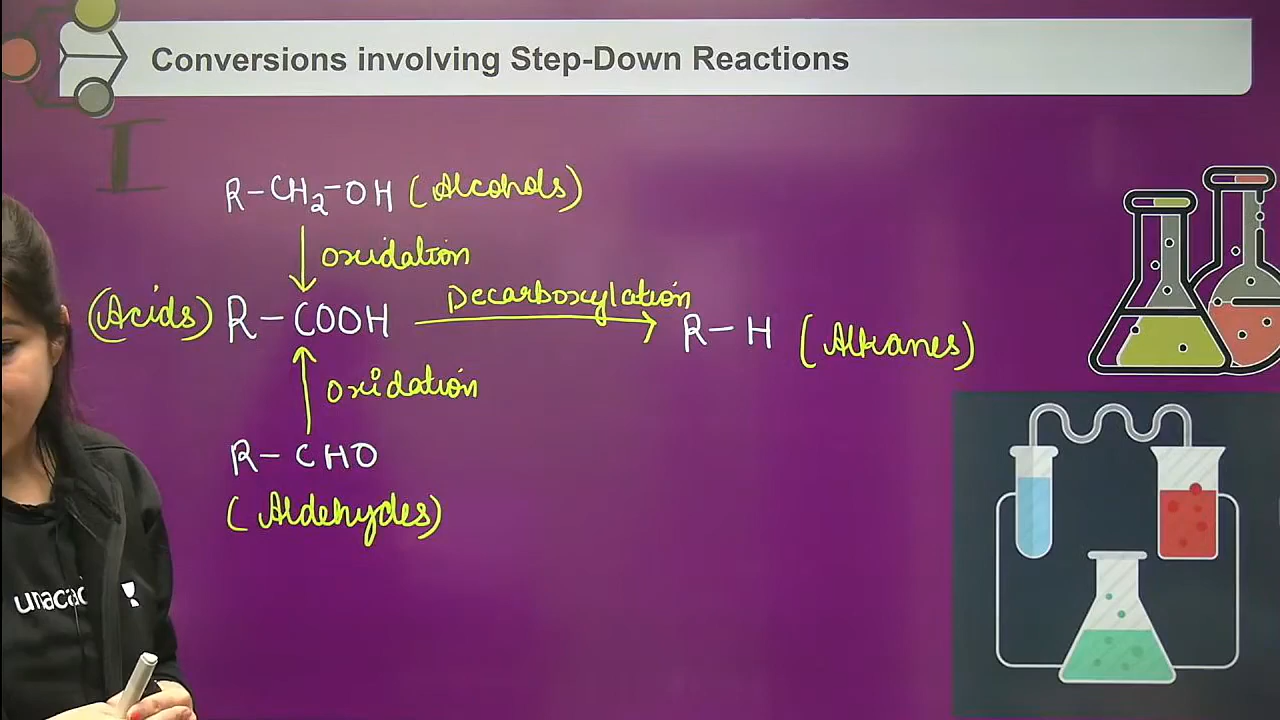 Conversions involving Step-Down Reactions
I
R-CH₂-OH (Alcohols)
oxidation
Decarboxylation
(Acids) R-COOH
R-H (Alkanes)
oxidation
R-CHO
(Aldehydes)